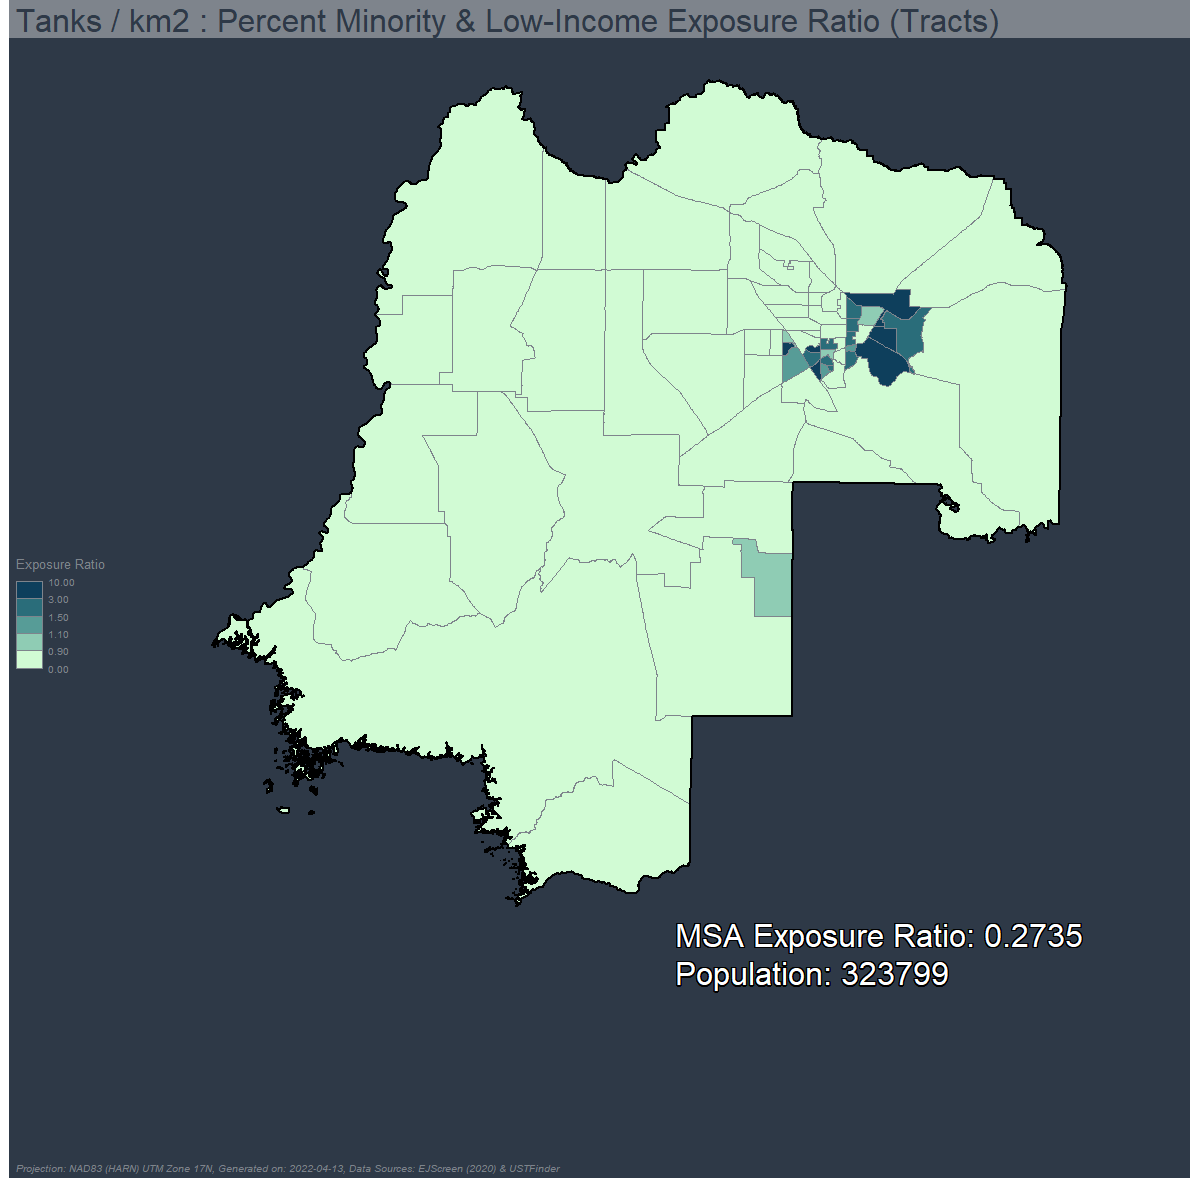 Tanks / km2 : Percent Minority & Low-Income Exposure Ratio (Tracts)
Exposure Ratio
10.00
3.00
1.50
1.10
0.90
0.00
MSA Exposure Ratio: 0.2735
Population: 323799
Projection: NAD83 (HARN) UTM Zone 17N, Generated on: 2022-04-13, Data Sources: EJScreen (2020) & USTFinder